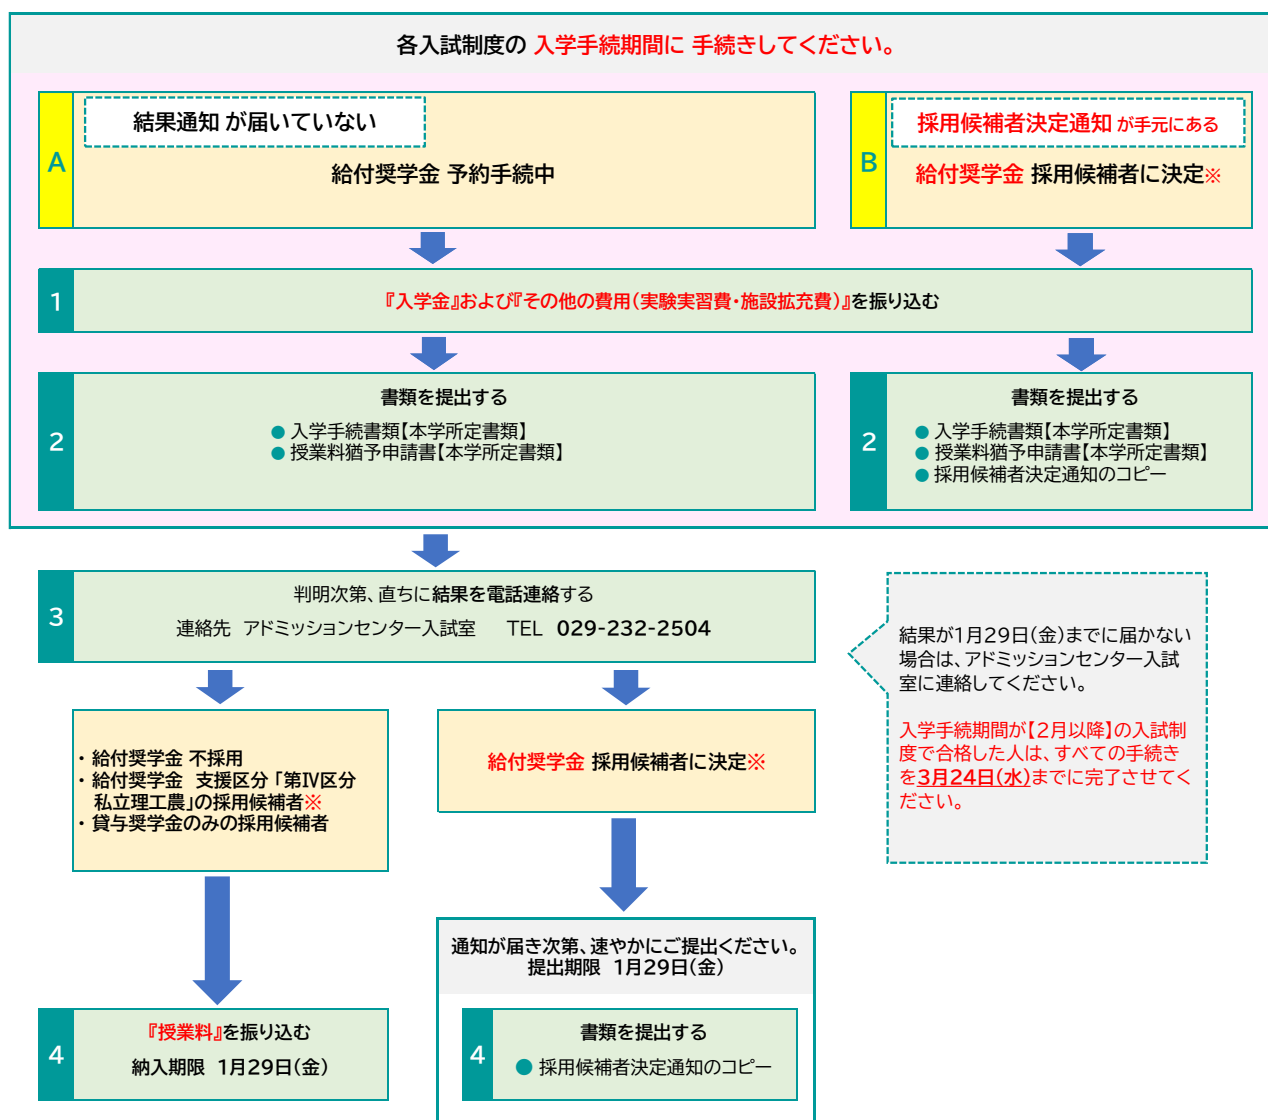 各入試制度の 入学手続期間に 手続きしてください。
A
結果通知 が届いていない
給付奨学金 予約手続中
B
採用候補者決定通知 が手元にある
給付奨学金 採用候補者に決定※
1
『入学金』および『その他の費用(実験実習費・施設拡充費)』を振り込む
2
書類を提出する
● 入学手続書類【本学所定書類】
● 授業料猶予申請書【本学所定書類】
2
書類を提出する
● 入学手続書類【本学所定書類】
● 授業料猶予申請書【本学所定書類】
● 採用候補者決定通知のコピー
3
判明次第、直ちに結果を電話連絡する
連絡先 アドミッションセンター入試室 TEL 029-232-2504
結果が1月29日(金)までに届かない
場合は、アドミッションセンター入試
室に連絡してください。
入学手続期間が【2月以降】の入試制
度で合格した人は、すべての手続き
を3月24日(水)までに完了させてく
ださい。
・ 給付奨学金 不採用
・ 給付奨学金 支援区分 「第Ⅳ区分
私立理工農」の採用候補者※
・ 貸与奨学金のみの採用候補者
給付奨学金 採用候補者に決定※
通知が届き次第、速やかにご提出ください。
提出期限 1月29日(金)
4
『授業料』を振り込む
納入期限 1月29日(金)
4
書類を提出する
● 採用候補者決定通知のコピー